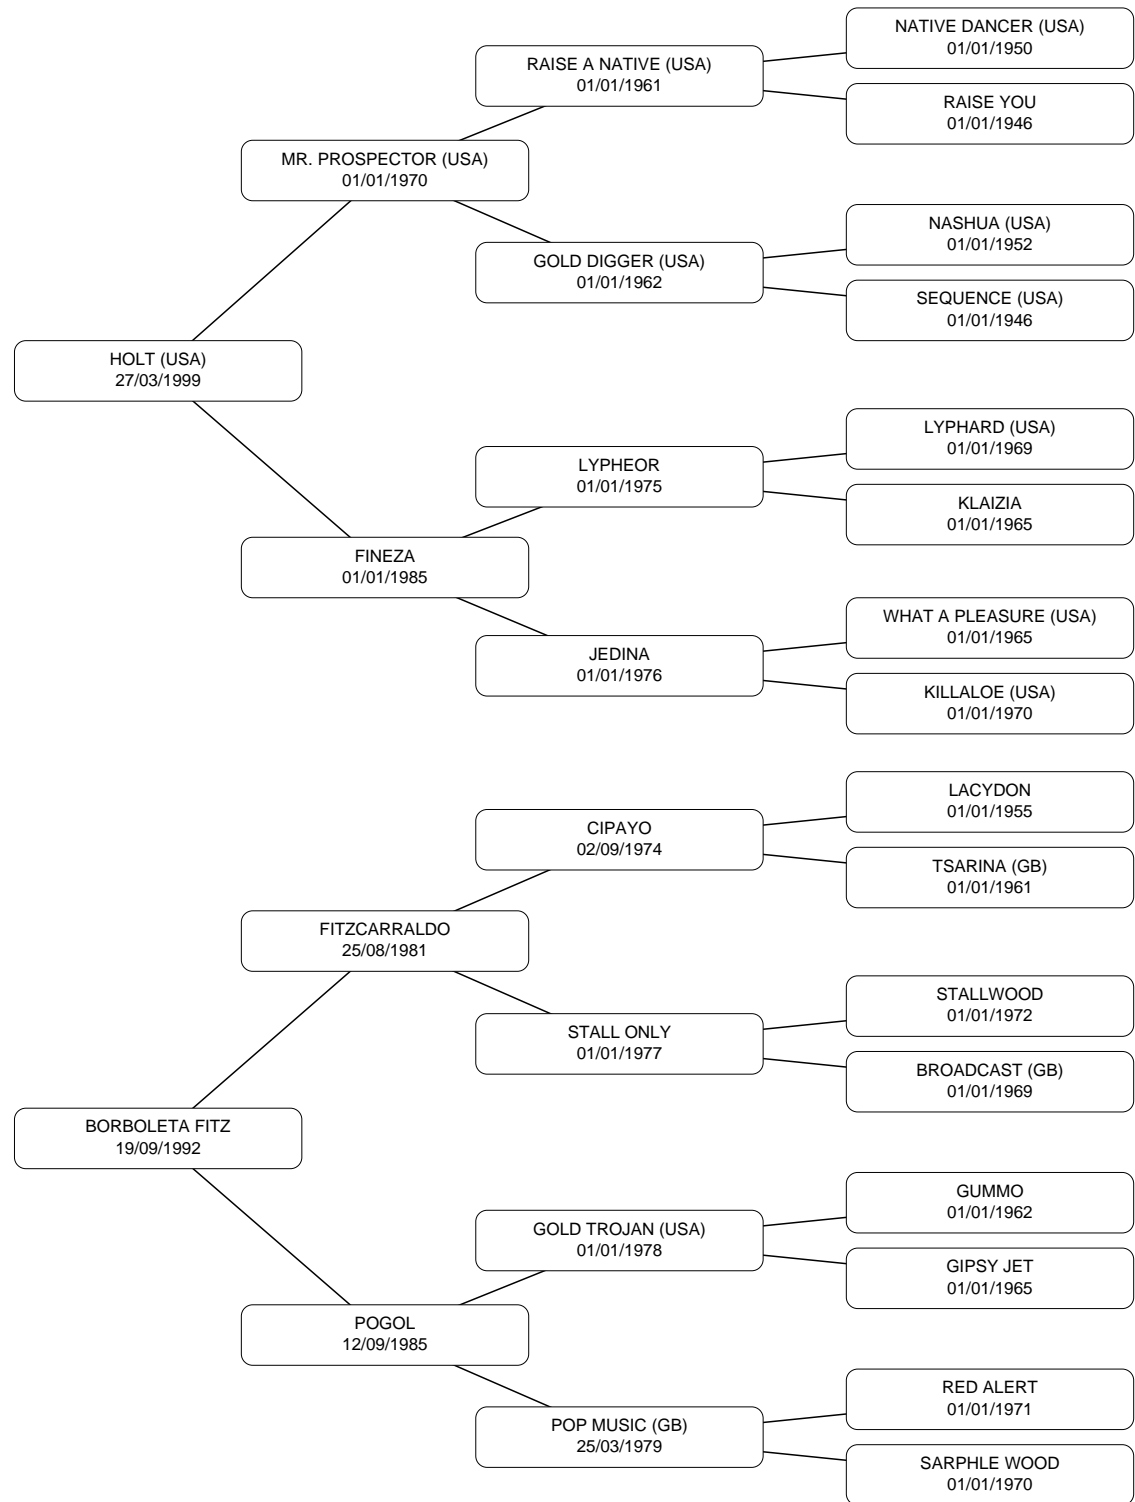 NATIVE DANCER (USA)
01/01/1950
RAISE A NATIVE (USA)
01/01/1961
RAISE YOU
01/01/1946
MR. PROSPECTOR (USA)
01/01/1970
NASHUA (USA)
01/01/1952
GOLD DIGGER (USA)
01/01/1962
SEQUENCE (USA)
01/01/1946
HOLT (USA)
27/03/1999
LYPHARD (USA)
01/01/1969
LYPHEOR
01/01/1975
KLAIZIA
01/01/1965
FINEZA
01/01/1985
WHAT A PLEASURE (USA)
01/01/1965
JEDINA
01/01/1976
KILLALOE (USA)
01/01/1970
LACYDON
01/01/1955
CIPAYO
02/09/1974
TSARINA (GB)
01/01/1961
FITZCARRALDO
25/08/1981
STALLWOOD
01/01/1972
STALL ONLY
01/01/1977
BROADCAST (GB)
01/01/1969
BORBOLETA FITZ
19/09/1992
GUMMO
01/01/1962
GOLD TROJAN (USA)
01/01/1978
GIPSY JET
01/01/1965
POGOL
12/09/1985
RED ALERT
01/01/1971
POP MUSIC (GB)
25/03/1979
SARPHLE WOOD
01/01/1970